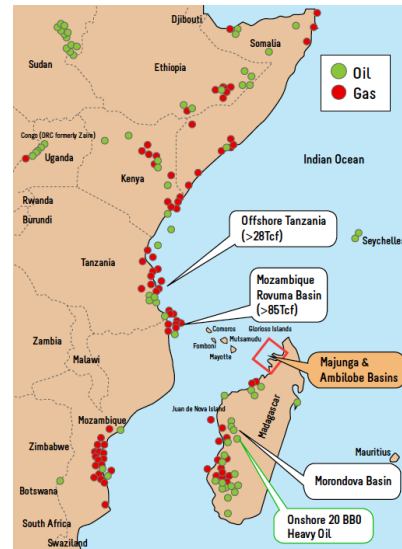 Djibouti
Somalia
Sudan
Ethiopia
Oil
Gas
Congo (DRC formerly Zaire)
Uganda
Indian Ocean
Kenya
Rwanda
Burundi
Offshore Tanzania
(>28Tcf)
Seychelles
Tanzania
Mozambique
Rovuma Basin
(>85Tcf)
Zambia
Comoros
Glorioso Islands
Mutsamudu
Fomboni
Mayotte
Malawi
Majunga &
Ambilobe Basins
Juan de Nova Island
Madagascar
Mozambique
Mauritius
Zimbabwe
Morondova Basin
Botswana
Onshore 20 BBO
Heavy Oil
South Africa
Swaziland